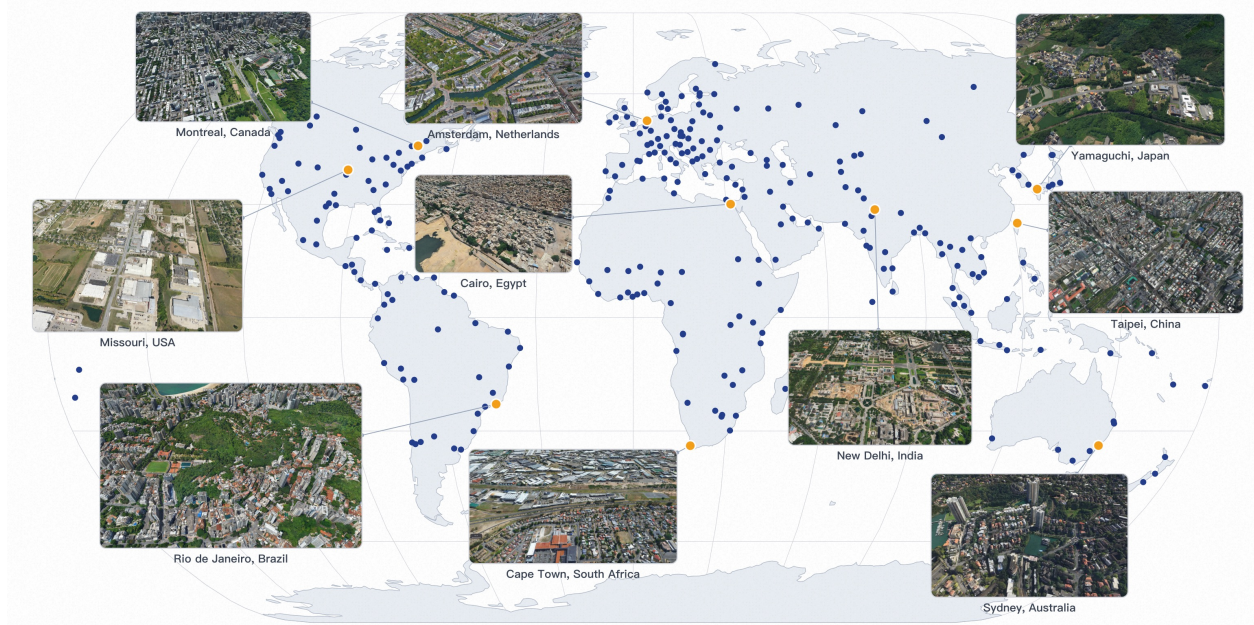 Montreal, Canada
Amsterdam, Netherlands
Yamaguchi, Japan
Missouri, USA
Cairo, Egypt
Taipei, China
Rio de Janeiro, Brazil
New Delhi, India
Cape Town, South Africa
Sydney, Australia